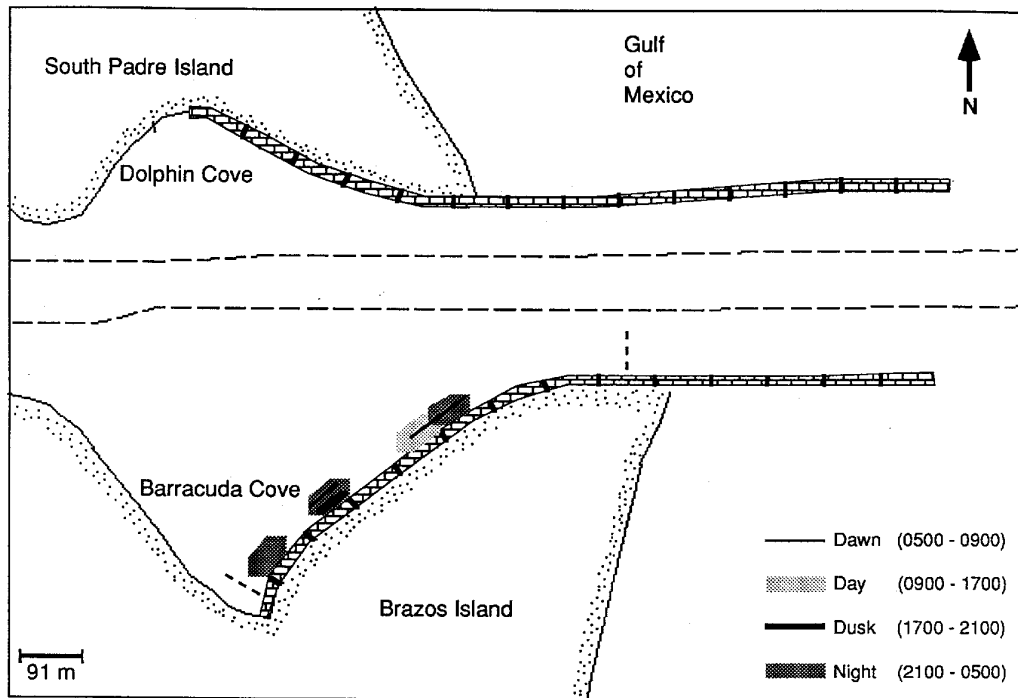 Gulf
of
Mexico
N
South Padre Island
Dolphin Cove
Barracuda Cove
Brazos Island
Dawn (0500 - 0900)
Day (0900 - 1700)
Dusk (1700 - 2100)
Night (2100 - 0500)
91 m